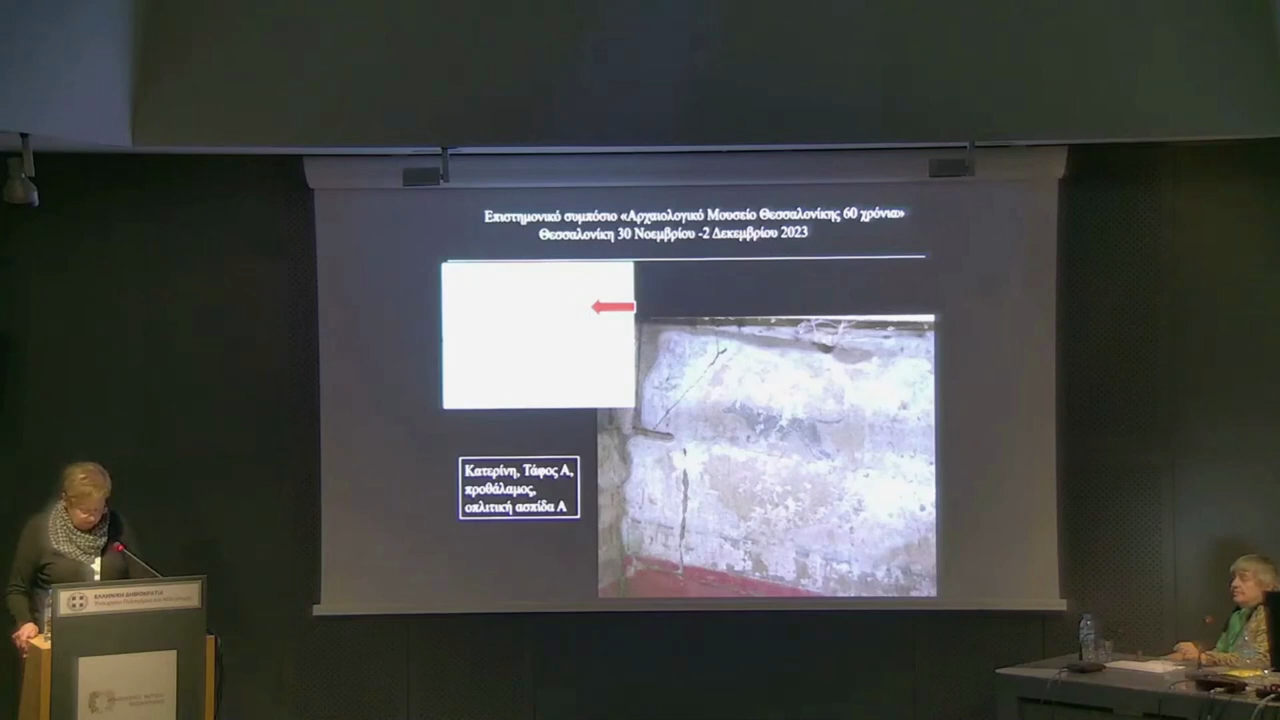 Επιστημονικό συμπόσιο «Αρχαιολογικό Μουσείο Θεσσαλονίκης 60 χρόνια»
Θεσσαλονίκη 30 Νοεμβρίου -2 Δεκεμβρίου 2023
Κατερίνη, Τάφος Α,
προθάλαμος,
οπλιτική ασπίδα Α
ΕΛΛΗΝΙΚΗ ΔΗΜΟΚΡΑΤΙΑ